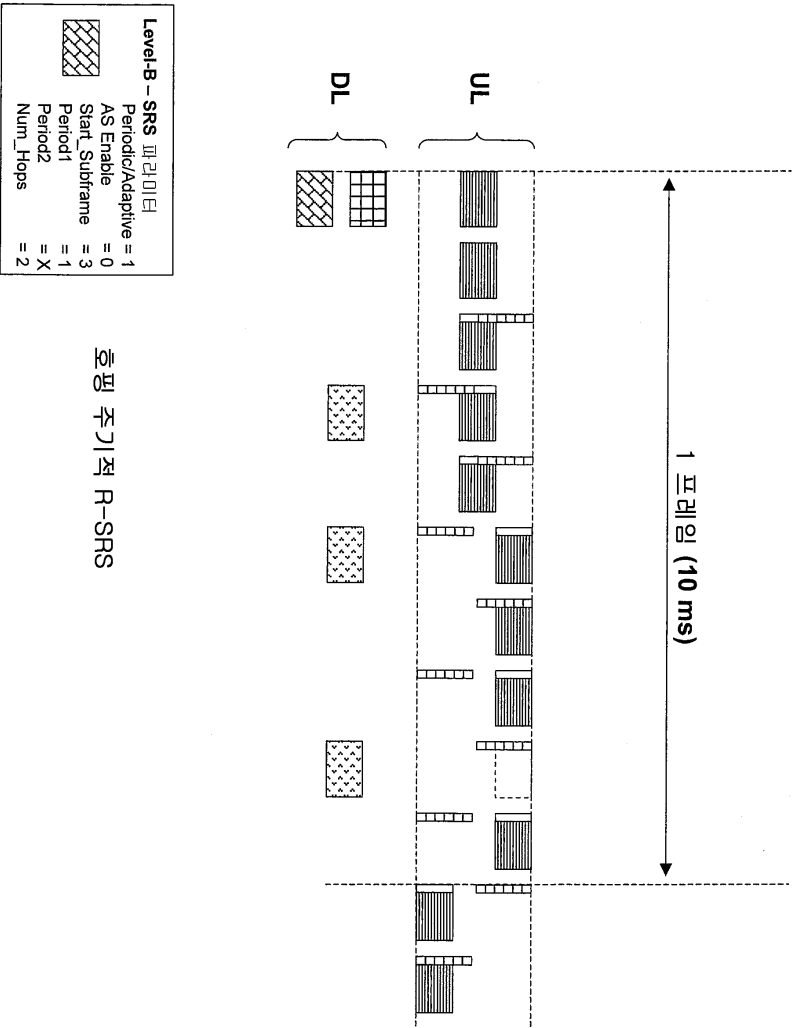 1 프레임 (10 ms)
UL
DL
Level-B – SRS 파라미터
Periodic/Adaptive = 1
AS Enable = 0
Start_Subframe = 3
Period1 = 1
Period2 = X
Num_Hops = 2
호핑 주기적 R-SRS